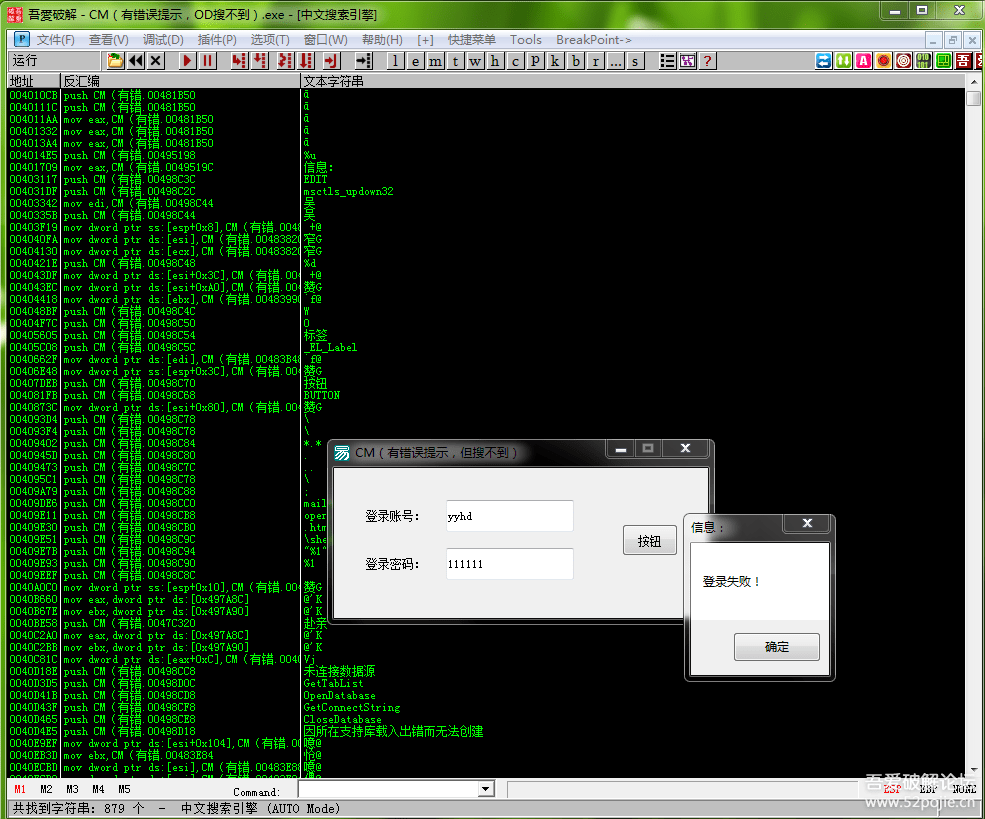 吾爱破解 - CM（有错误提示，OD搜不到）.exe - [中文搜索引擎]
文件(F) 查看(V) 调试(D) 插件(P) 选项(T) 窗口(W) 帮助(H) [+] 快捷菜单 Tools BreakPoint->
运行 l e m t w h c P k b r ... s
地址 反汇编 文本字符串
004010CB push CM（有错.00481B50
0040111C push CM（有错.00481B50
004011AA mov eax,CM（有错.00481B50
00401332 mov eax,CM（有错.00481B50
004013A4 mov eax,CM（有错.00481B50
004014E5 push CM（有错.00495198 %u
00401709 mov eax,CM（有错.0049519C 信息：
00403117 push CM（有错.00498C3C EDIT
004031DF push CM（有错.00498C2C msctls_updown32
00403342 mov edi,CM（有错.00498C44
0040335B push CM（有错.00498C44
00403F19 mov dword ptr ss:[esp+0x8],CM（有错.0048 +@
004040FA mov dword ptr ds:[esi],CM（有错.00483820 窄G
00404130 mov dword ptr ds:[ecx],CM（有错.00483820 窄G
0040421E push CM（有错.00498C48 %d
004043DF mov dword ptr ds:[esi+0x3C],CM（有错.004 +@
004043EC mov dword ptr ds:[esi+0xA0],CM（有错.004 赞G
00404418 mov dword ptr ds:[ebx],CM（有错.00483990 f@
004048BF push CM（有错.00498C4C W
00404F7C push CM（有错.00498C50 O
00405605 push CM（有错.00498C54 标签
00405C08 push CM（有错.00498C5C _EL_Label
0040662F mov dword ptr ds:[edi],CM（有错.00483B48 f@
00406E48 mov dword ptr ss:[esp+0x3C],CM（有错.004 赞G
00407DEB push CM（有错.00498C70 按钮
004081FB push CM（有错.00498C68 BUTTON
0040873C mov dword ptr ds:[esi+0x80],CM（有错.004 赞G
004093D4 push CM（有错.00498C78 \
004093F4 push CM（有错.00498C78 \
00409402 push CM（有错.00498C84 *.*
0040945D push CM（有错.00498C80 .
00409473 push CM（有错.00498C7C ..
004095C1 push CM（有错.00498C78 \
00409A79 push CM（有错.00498C88 ;
00409DE6 push CM（有错.00498CC0 mail
00409E11 push CM（有错.00498CB8 open
00409E30 push CM（有错.00498CB0 .htm
00409E51 push CM（有错.00498C9C \she
00409E7B push CM（有错.00498C94 "%1"
00409E93 push CM（有错.00498C90 %1
00409EEF push CM（有错.00498C8C
0040A0C0 mov dword ptr ss:[esp+0x10],CM（有错.004 赞G
0040B660 mov eax,dword ptr ds:[0x497A8C] @'K
0040B67E mov ebx,dword ptr ds:[0x497A90] @'K
0040BE58 push CM（有错.0047C320 赴亲
0040C2A0 mov eax,dword ptr ds:[0x497A8C] @'K
0040C2BB mov ebx,dword ptr ds:[0x497A90] @'K
0040C81C mov dword ptr ds:[eax+0xC],CM（有错.0040 Vj
0040D18E push CM（有错.00498CC8 未连接数据源
0040D3D5 push CM（有错.00498D0C GetTabList
0040D41B push CM（有错.00498CD8 OpenDatabase
0040D43F push CM（有错.00498CF8 GetConnectString
0040D465 push CM（有错.00498CE8 CloseDatabase
0040D4E5 push CM（有错.00498D18 因所在支持库载入出错而无法创建
0040E9EF mov dword ptr ds:[esi+0x104],CM（有错.00
0040EB3D mov ebx,CM（有错.00483E84
0040ECBD mov dword ptr ds:[esi],CM（有错.00483E88
CM（有错误提示，但搜不到）
登录账号： yyhd
登录密码： 111111
按钮
信息：
登录失败！
确定
M1 M2 M3 M4 M5 Command: ESP EBP NONE
共找到字符串: 879 个 - 中文搜索引擎 (AUTO Mode)
吾爱破解论坛
www.52pojie.cn